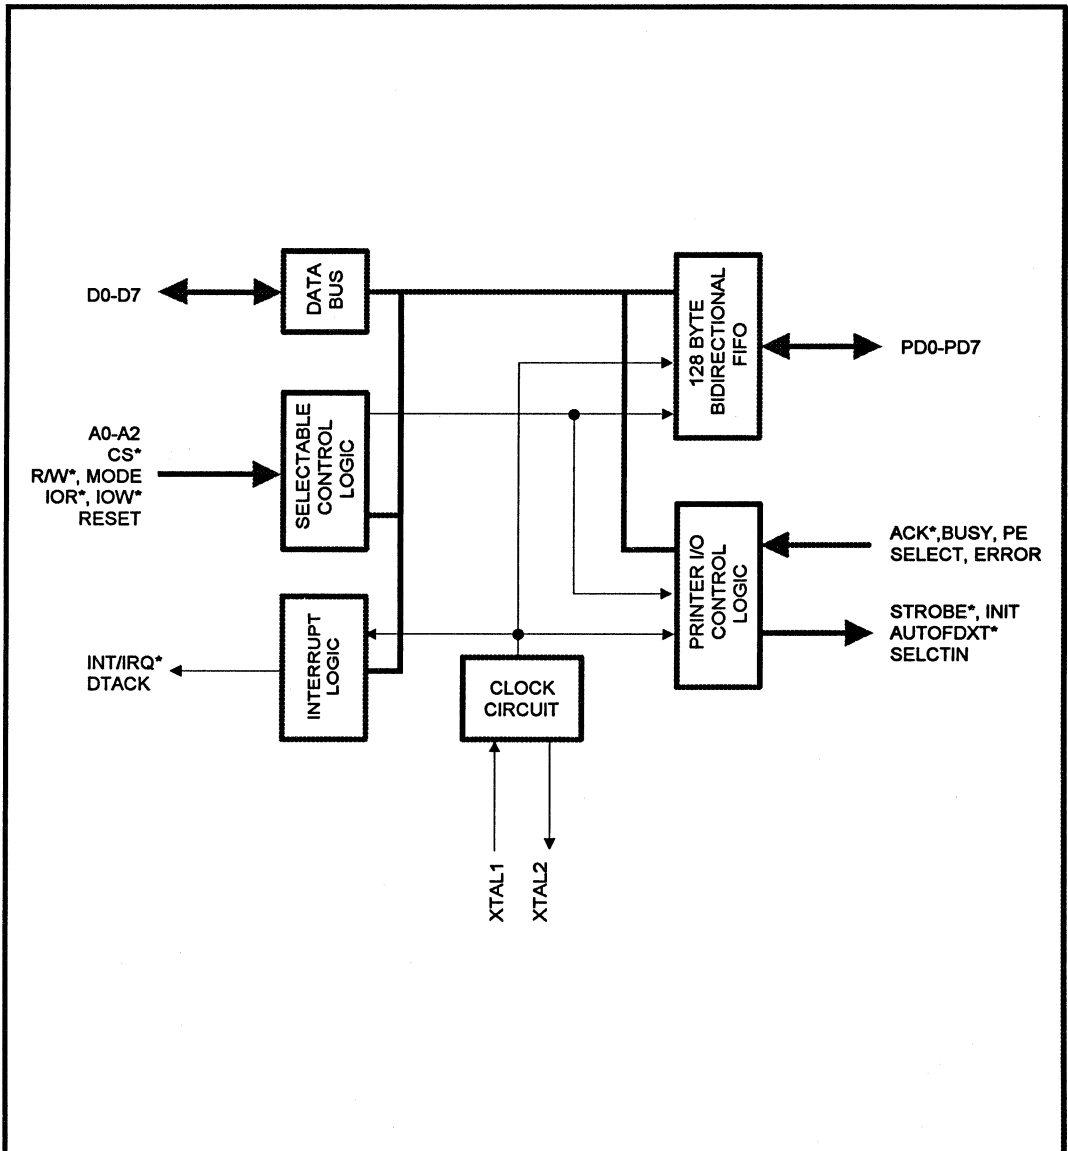 D0-D7
DATA
BUS
128 BYTE
BIDIRECTIONAL
FIFO
PD0-PD7
A0-A2
CS*
R/W*, MODE
IOR*, IOW*
RESET
SELECTABLE
CONTROL
LOGIC
PRINTER I/O
CONTROL
LOGIC
ACK*,BUSY, PE
SELECT, ERROR
STROBE*, INIT
AUTOFDXT*
SELCTIN
INT/IRQ*
DTACK
INTERRUPT
LOGIC
CLOCK
CIRCUIT
XTAL1
XTAL2